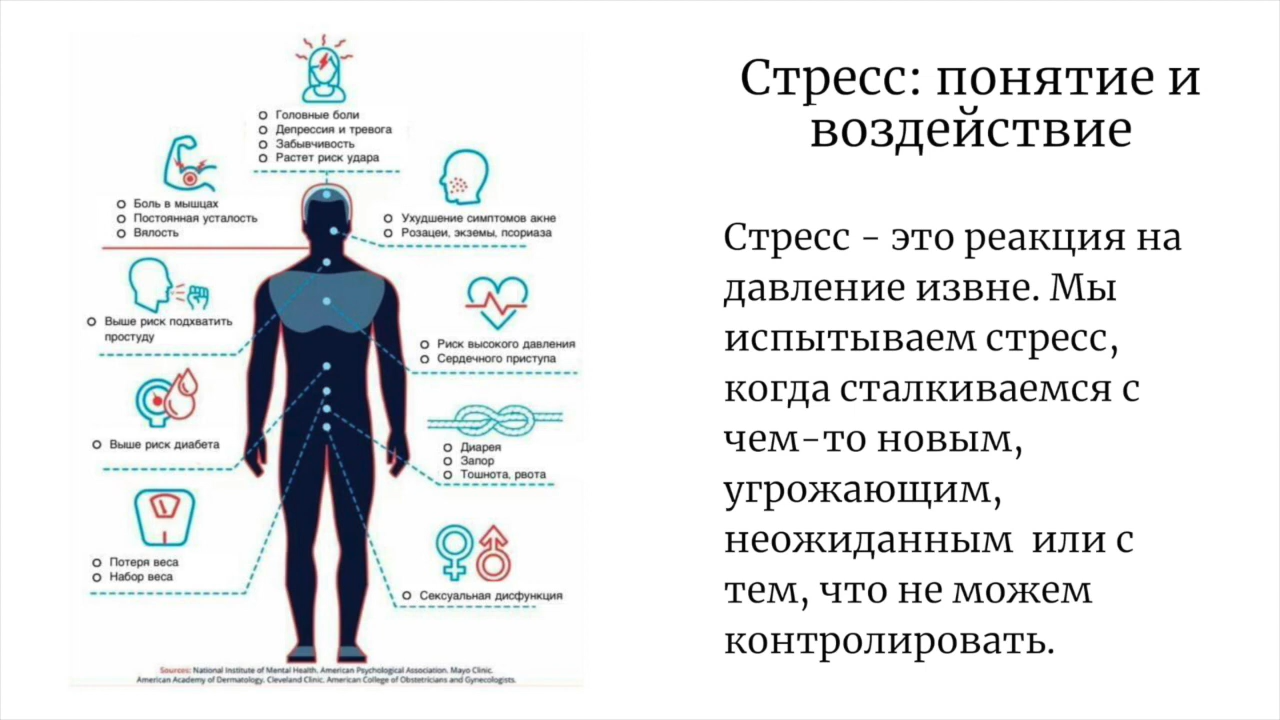 Стресс: понятие и
воздействие
Стресс – это реакция на
давление извне. Мы
испытываем стресс,
когда сталкиваемся с
чем-то новым,
угрожающим,
неожиданным или с
тем, что не можем
контролировать.
Головные боли
Депрессия и тревога
Забывчивость
Растет риск удара
Боль в мышцах
Постоянная усталость
Вялость
Ухудшение симптомов акне
Розацеи, экземы, псориаза
Выше риск подхватить
простуду
Риск высокого давления
Сердечного приступа
Выше риск диабета
Диарея
Запор
Тошнота, рвота
Потеря веса
Набор веса
Сексуальная дисфункция
Sources: National Institute of Mental Health. American Psychological Association. Mayo Clinic.
American Academy of Dermatology. Cleveland Clinic. American College of Obstetricians and Gynecologists.